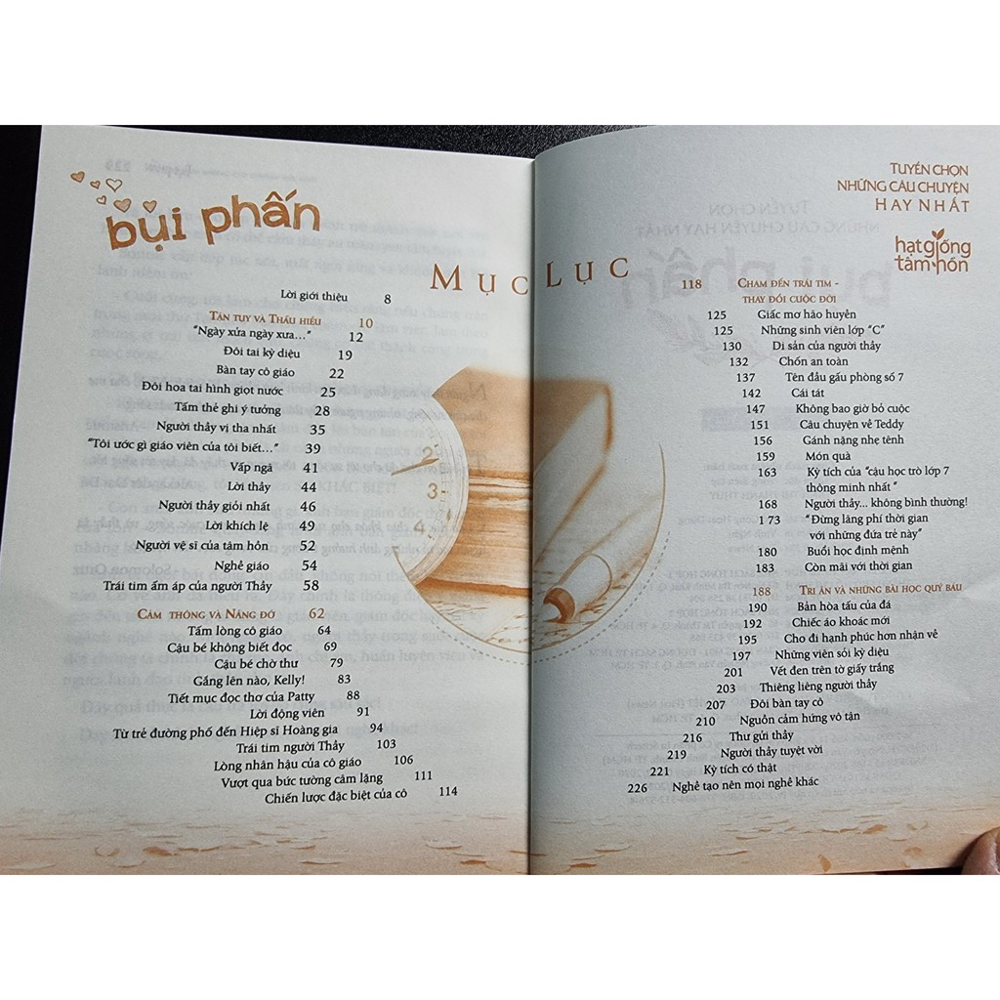 bụi phấn
MỤC LỤC
Lời giới thiệu 8
TẬN TỤY VÀ THẤU HIỂU 10
"Ngày xửa ngày xưa..." 12
Đôi tai kỳ diệu 19
Bàn tay cô giáo 22
Đôi hoa tai hình giọt nước 25
Tấm thẻ ghi ý tưởng 28
Người thầy vị tha nhất 35
"Tôi ước gì giáo viên của tôi biết..." 39
Vấp ngã 41
Lời thầy 44
Người thầy giỏi nhất 46
Lời khích lệ 49
Người vệ sĩ của tâm hồn 52
Nghề giáo 54
Trái tim ấm áp của người Thầy 58
CẢM THÔNG VÀ NÂNG ĐỠ 62
Tấm lòng cô giáo 64
Cậu bé không biết đọc 69
Cậu bé chờ thư 79
Gắng lên nào, Kelly! 83
Tiết mục đọc thơ của Patty 88
Lời động viên 91
Từ trẻ đường phố đến Hiệp sĩ Hoàng gia 94
Trái tim người Thầy 103
Lòng nhân hậu của cô giáo 106
Vượt qua bức tường câm lặng 111
Chiến lược đặc biệt của cô 114
TUYỂN CHỌN
NHỮNG CÂU CHUYỆN
HAY NHẤT
hạt giống
tâm hồn
118 CHẠM ĐẾN TRÁI TIM -
THAY ĐỔI CUỘC ĐỜI
125 Giấc mơ hão huyền
125 Những sinh viên lớp "C"
130 Di sản của người thầy
132 Chốn an toàn
137 Tên đầu gấu phòng số 7
142 Cái tát
147 Không bao giờ bỏ cuộc
151 Câu chuyện về Teddy
156 Gánh nặng nhẹ tênh
159 Món quà
163 Kỳ tích của "cậu học trò lớp 7
thông minh nhất"
168 Người thầy... không bình thường!
173 "Đừng lãng phí thời gian
với những đứa trẻ này"
180 Buổi học định mệnh
183 Còn mãi với thời gian
188 TRI ÂN VÀ NHỮNG BÀI HỌC QUÝ BÁU
190 Bản hòa tấu của đá
192 Chiếc áo khoác mới
195 Cho đi hạnh phúc hơn nhận về
197 Những viên sỏi kỳ diệu
201 Vết đen trên tờ giấy trắng
203 Thiêng liêng người thầy
207 Đôi bàn tay cô
210 Nguồn cảm hứng vô tận
216 Thư gửi thầy
219 Người thầy tuyệt vời
221 Kỳ tích có thật
226 Nghề tạo nên mọi nghề khác
2
3
4